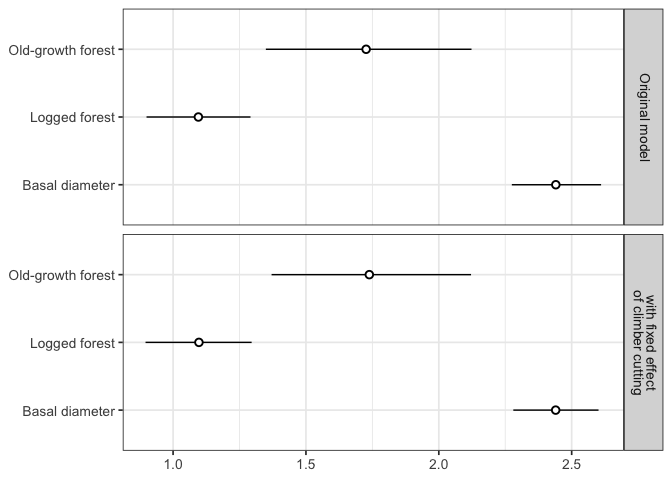 Old-growth forest
Logged forest
Basal diameter
Original model
Old-growth forest
Logged forest
Basal diameter
with fixed effect
of climber cutting
1.0 1.5 2.0 2.5